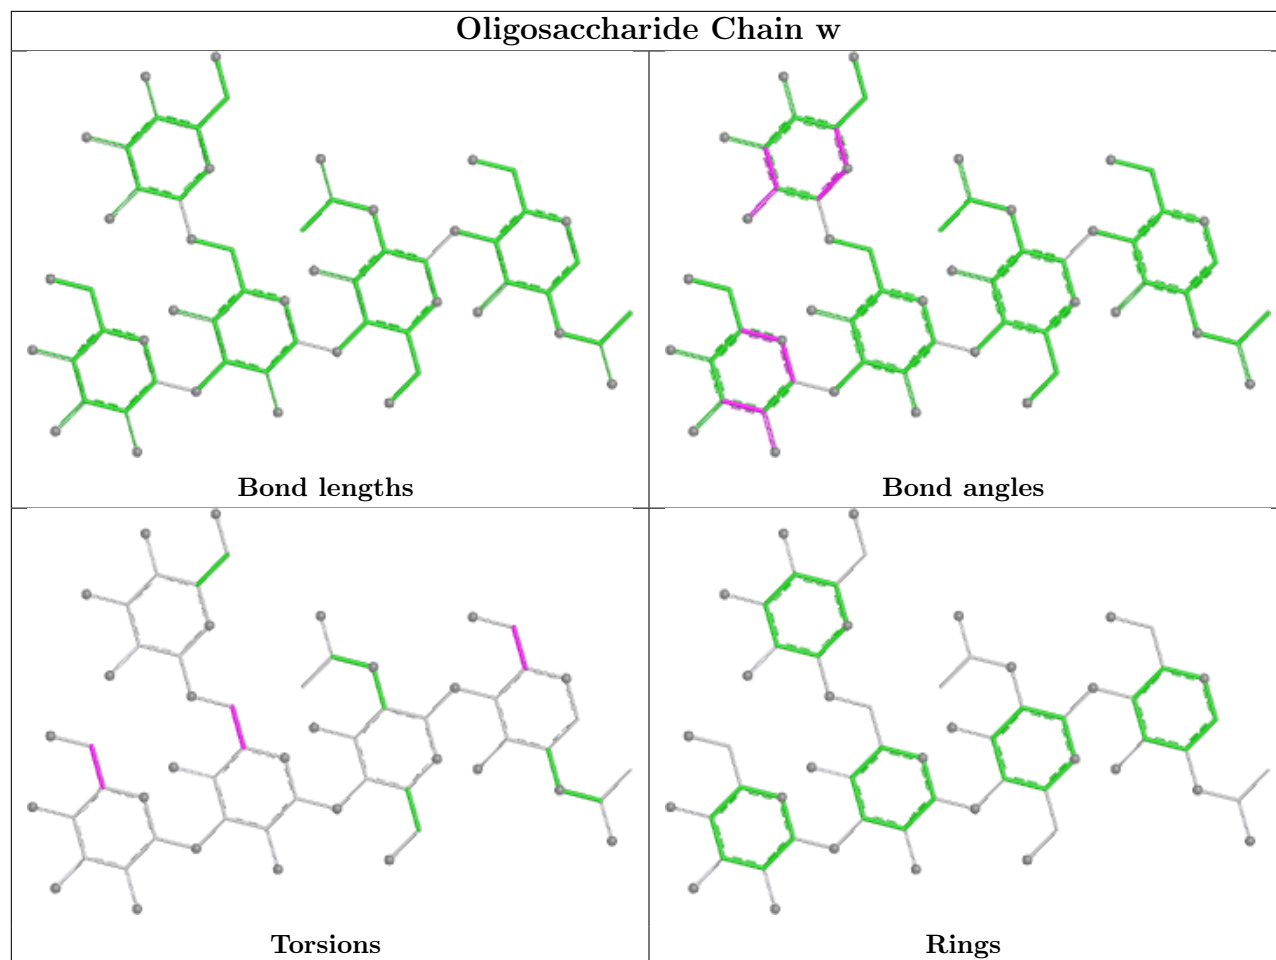 Oligosaccharide Chain w
Bond lengths
Bond angles
Torsions
Rings